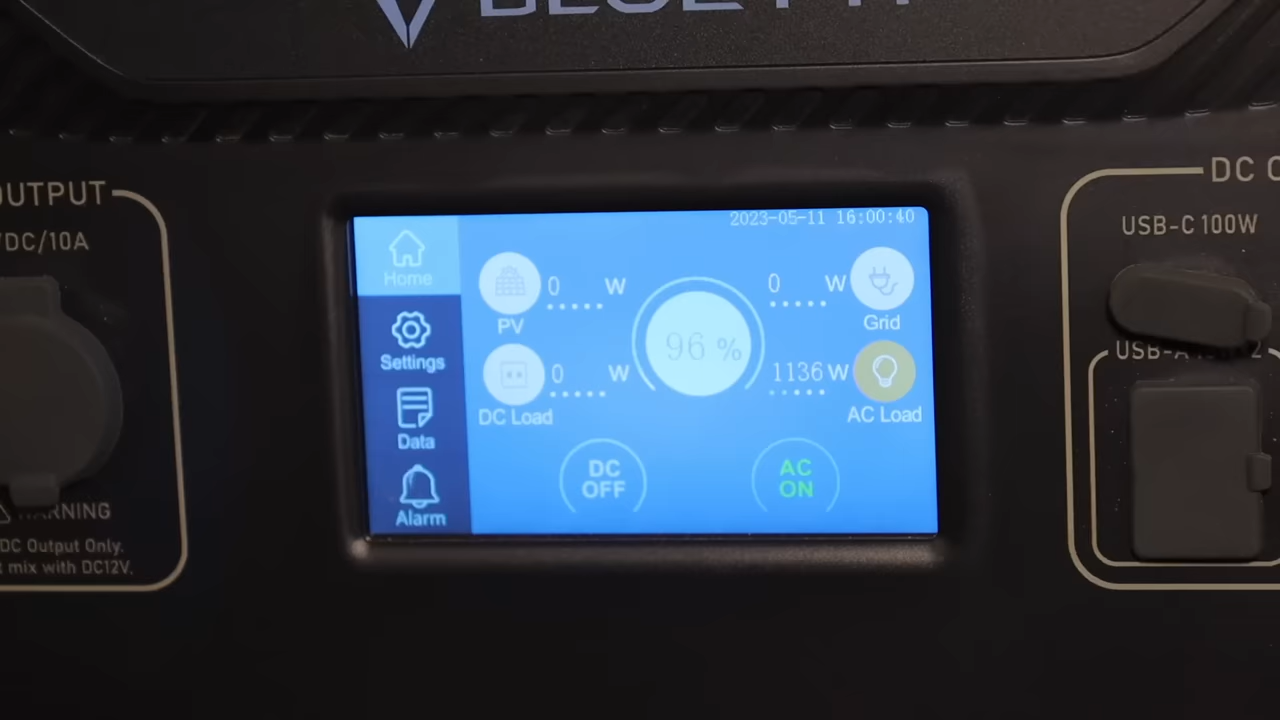 OUTPUT
DC/10A
WARNING
DC Output Only.
mix with DC12V.
2023-05-11 16:00:40
Home
Settings
Data
Alarm
0 W
PV
0 W
DC Load
96 %
0 W
Grid
1136 W
AC Load
DC
OFF
AC
ON
DC
USB-C 100W
USB-A